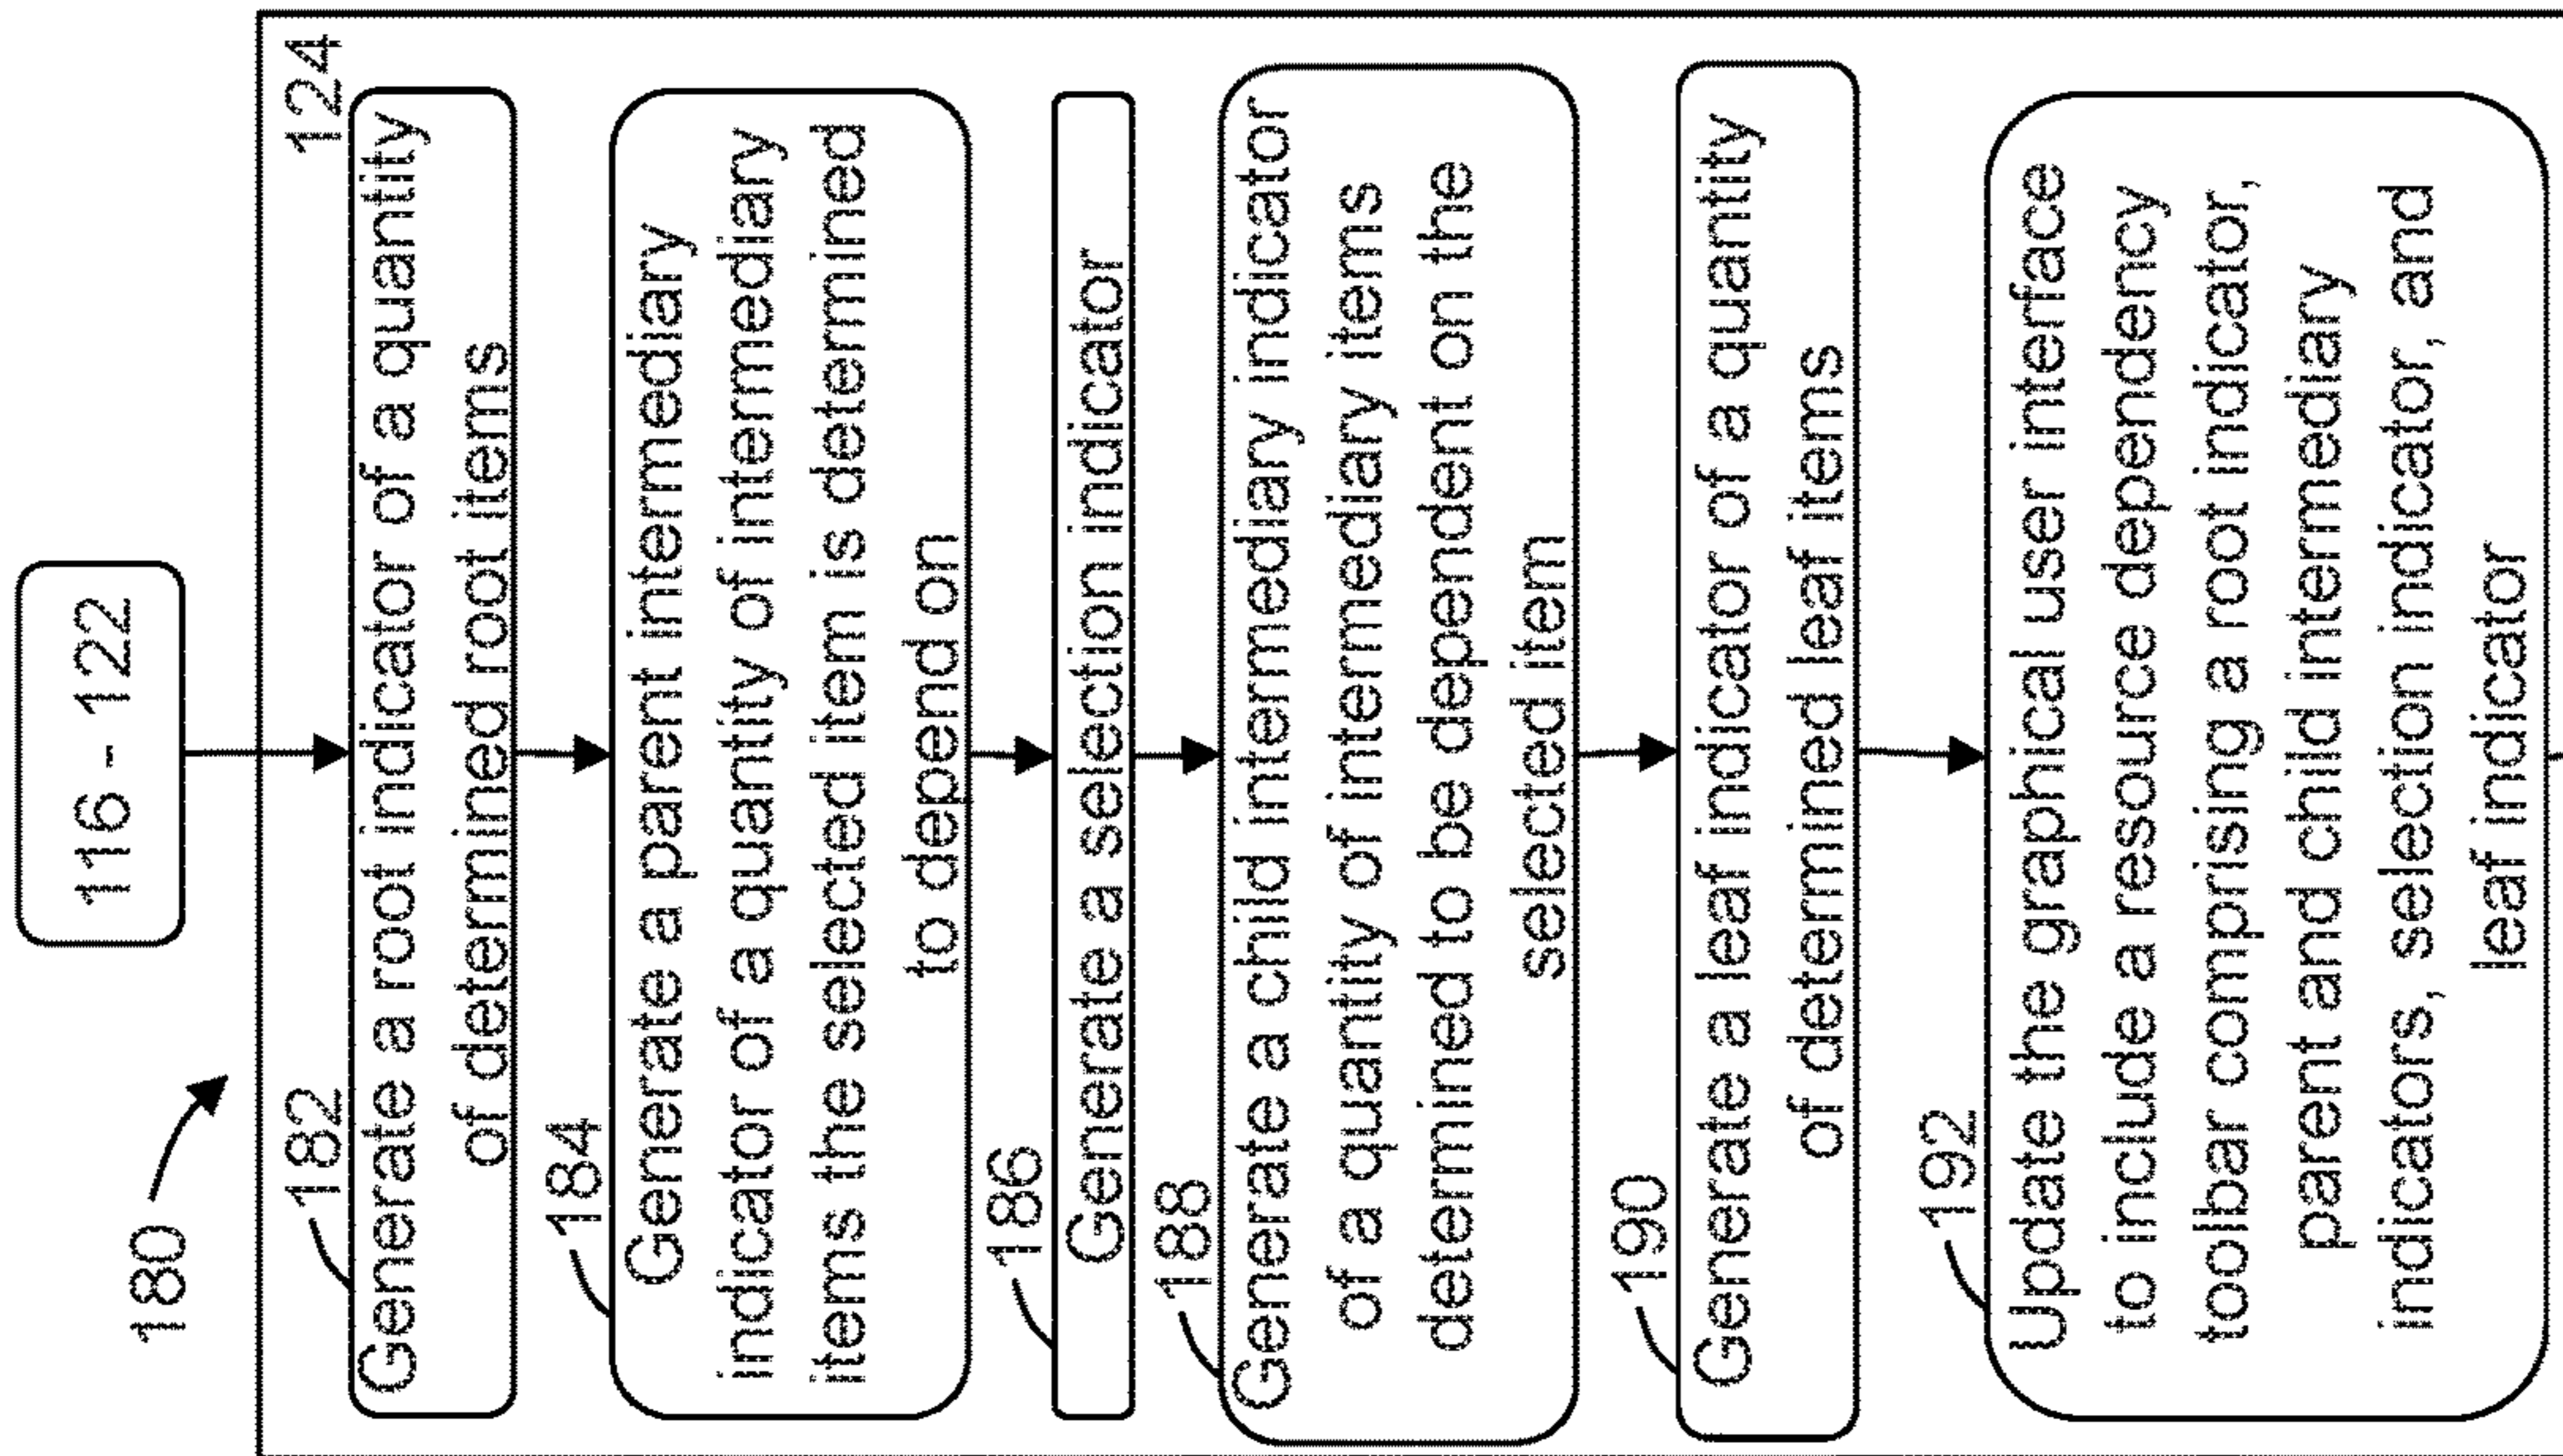 180
116 - 122
124
182
Generate a root indicator of a quantity
of determined root items
184
Generate a parent intermediary
indicator of a quantity of intermediary
items the selected item is determined
to depend on
186
Generate a selection indicator
188
Generate a child intermediary indicator
of a quantity of intermediary items
determined to be dependent on the
selected item
190
Generate a leaf indicator of a quantity
of determined leaf items
192
Update the graphical user interface
to include a resource dependency
toolbar comprising a root indicator,
parent and child intermediary
indicators, selection indicator, and
leaf indicator